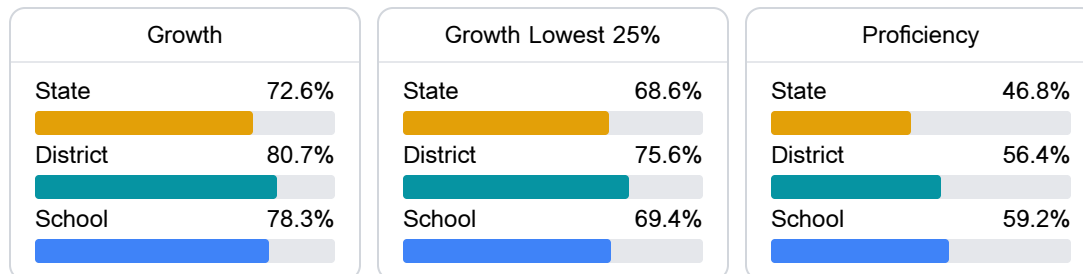 Growth
State 72.6%
District 80.7%
School 78.3%
Growth Lowest 25%
State 68.6%
District 75.6%
School 69.4%
Proficiency
State 46.8%
District 56.4%
School 59.2%